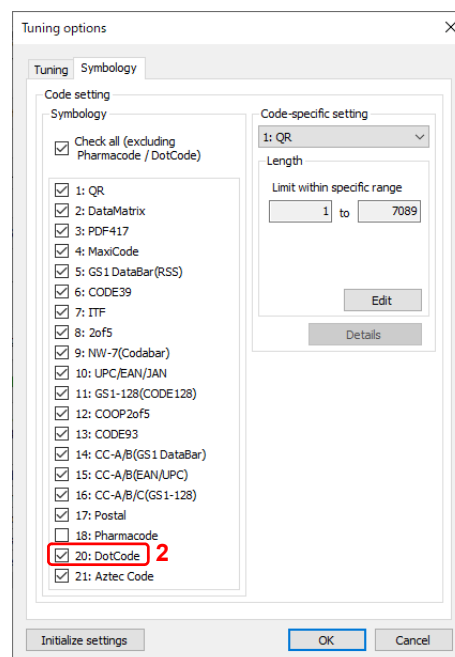 Tuning options
Tuning
Symbology
Code setting
Symbology
Check all (excluding
Pharmacode / DotCode)
1: QR
2: DataMatrix
3: PDF417
4: MaxiCode
5: GS1 DataBar(RSS)
6: CODE39
7: ITF
8: 2of5
9: NW-7(Codabar)
10: UPC/EAN/JAN
11: GS1-128(CODE128)
12: COOP2of5
13: CODE93
14: CC-A/B(GS1 DataBar)
15: CC-A/B(EAN/UPC)
16: CC-A/B/C(GS1-128)
17: Postal
18: Pharmacode
20: DotCode 2
21: Aztec Code
Code-specific setting
1: QR
Length
Limit within specific range
1 to 7089
Edit
Details
Initialize settings
OK
Cancel